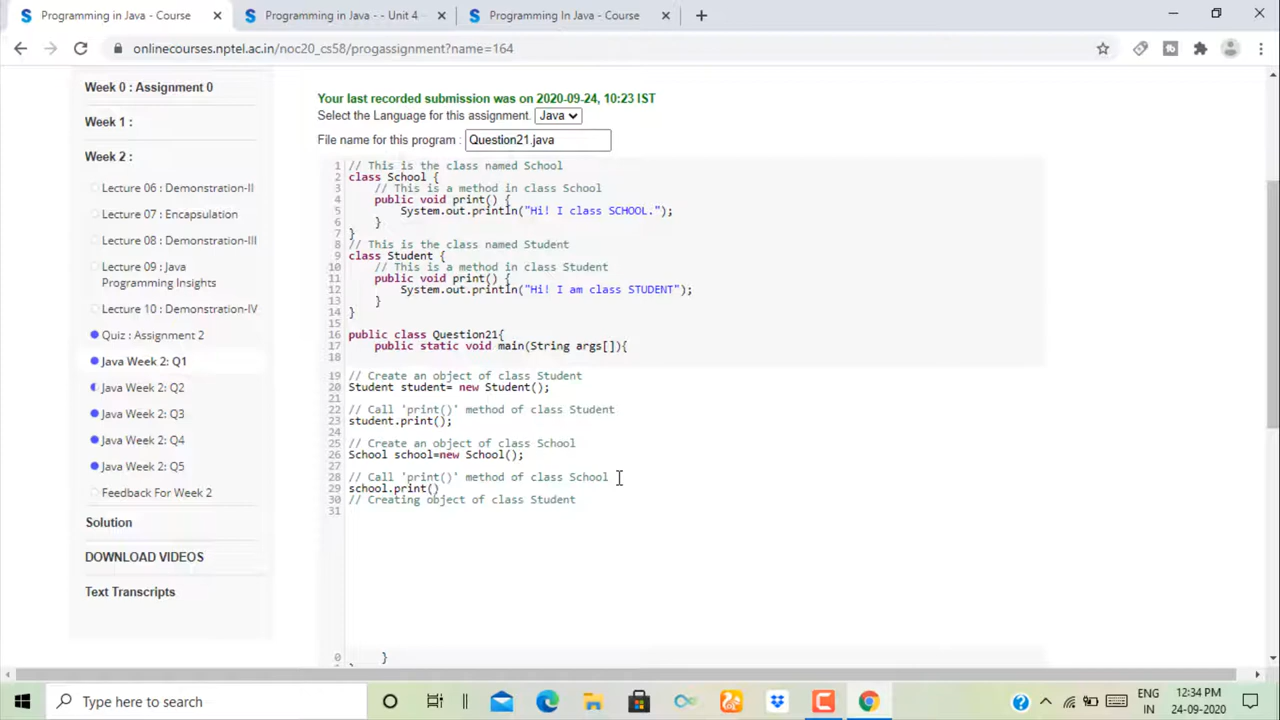 Programming in Java - Course
Programming in Java - - Unit 4 -
Programming In Java - Course
onlinecourses.nptel.ac.in/noc20_cs58/progassignment?name=164
Week 0 : Assignment 0
Week 1 :
Week 2 :
Lecture 06 : Demonstration-II
Lecture 07 : Encapsulation
Lecture 08 : Demonstration-III
Lecture 09 : Java
Programming Insights
Lecture 10 : Demonstration-IV
Quiz : Assignment 2
Java Week 2: Q1
Java Week 2: Q2
Java Week 2: Q3
Java Week 2: Q4
Java Week 2: Q5
Feedback For Week 2
Solution
DOWNLOAD VIDEOS
Text Transcripts
Your last recorded submission was on 2020-09-24, 10:23 IST
Select the Language for this assignment. Java
File name for this program : Question21.java
1 // This is the class named School
2 class School {
3 // This is a method in class School
4 public void print() {
5 System.out.println("Hi! I class SCHOOL.");
6 }
7 }
8 // This is the class named Student
9 class Student {
10 // This is a method in class Student
11 public void print() {
12 System.out.println("Hi! I am class STUDENT");
13 }
14 }
15
16 public class Question21{
17 public static void main(String args[]){
18
19 // Create an object of class Student
20 Student student= new Student();
21
22 // Call 'print()' method of class Student
23 student.print();
24
25 // Create an object of class School
26 School school=new School();
27
28 // Call 'print()' method of class School
29 school.print()
30 // Creating object of class Student
31
0 }
Type here to search
ENG
IN
12:34 PM
24-09-2020